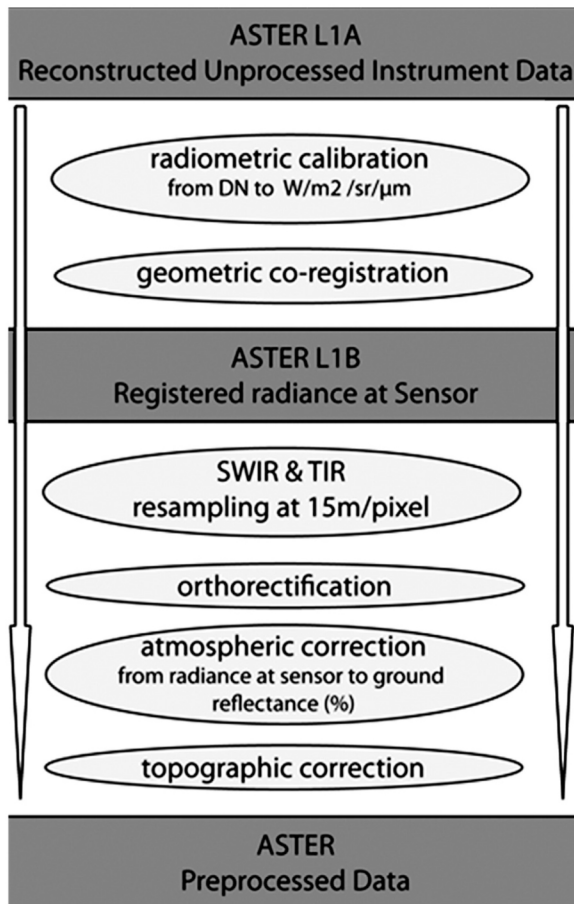 ASTER L1A
Reconstructed Unprocessed Instrument Data
radiometric calibration
from DN to W/m2 /sr/µm
geometric co-registration
ASTER L1B
Registered radiance at Sensor
SWIR & TIR
resampling at 15m/pixel
orthorectification
atmospheric correction
from radiance at sensor to ground
reflectance (%)
topographic correction
ASTER
Preprocessed Data